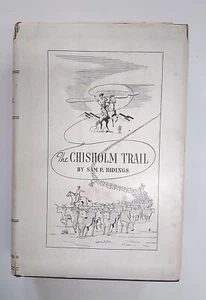 The CHISHOLM TRAIL
BY SAM P. RIDINGS